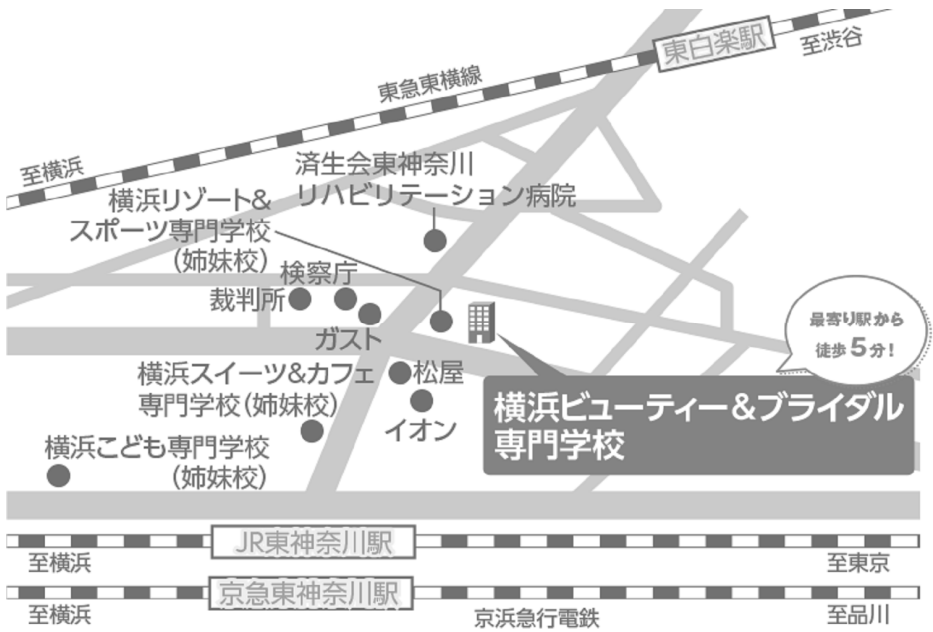 東白楽駅
至渋谷
東急東横線
至横浜
済生会東神奈川
リハビリテーション病院
横浜リゾート&
スポーツ専門学校
(姉妹校)
検察庁
裁判所
ガスト
最寄り駅から
徒歩5分!
横浜スイーツ&カフェ
専門学校(姉妹校)
松屋
イオン
横浜ビューティー&ブライダル
専門学校
横浜こども専門学校
(姉妹校)
JR東神奈川駅
至横浜
至東京
京急東神奈川駅
至横浜
京浜急行電鉄
至品川